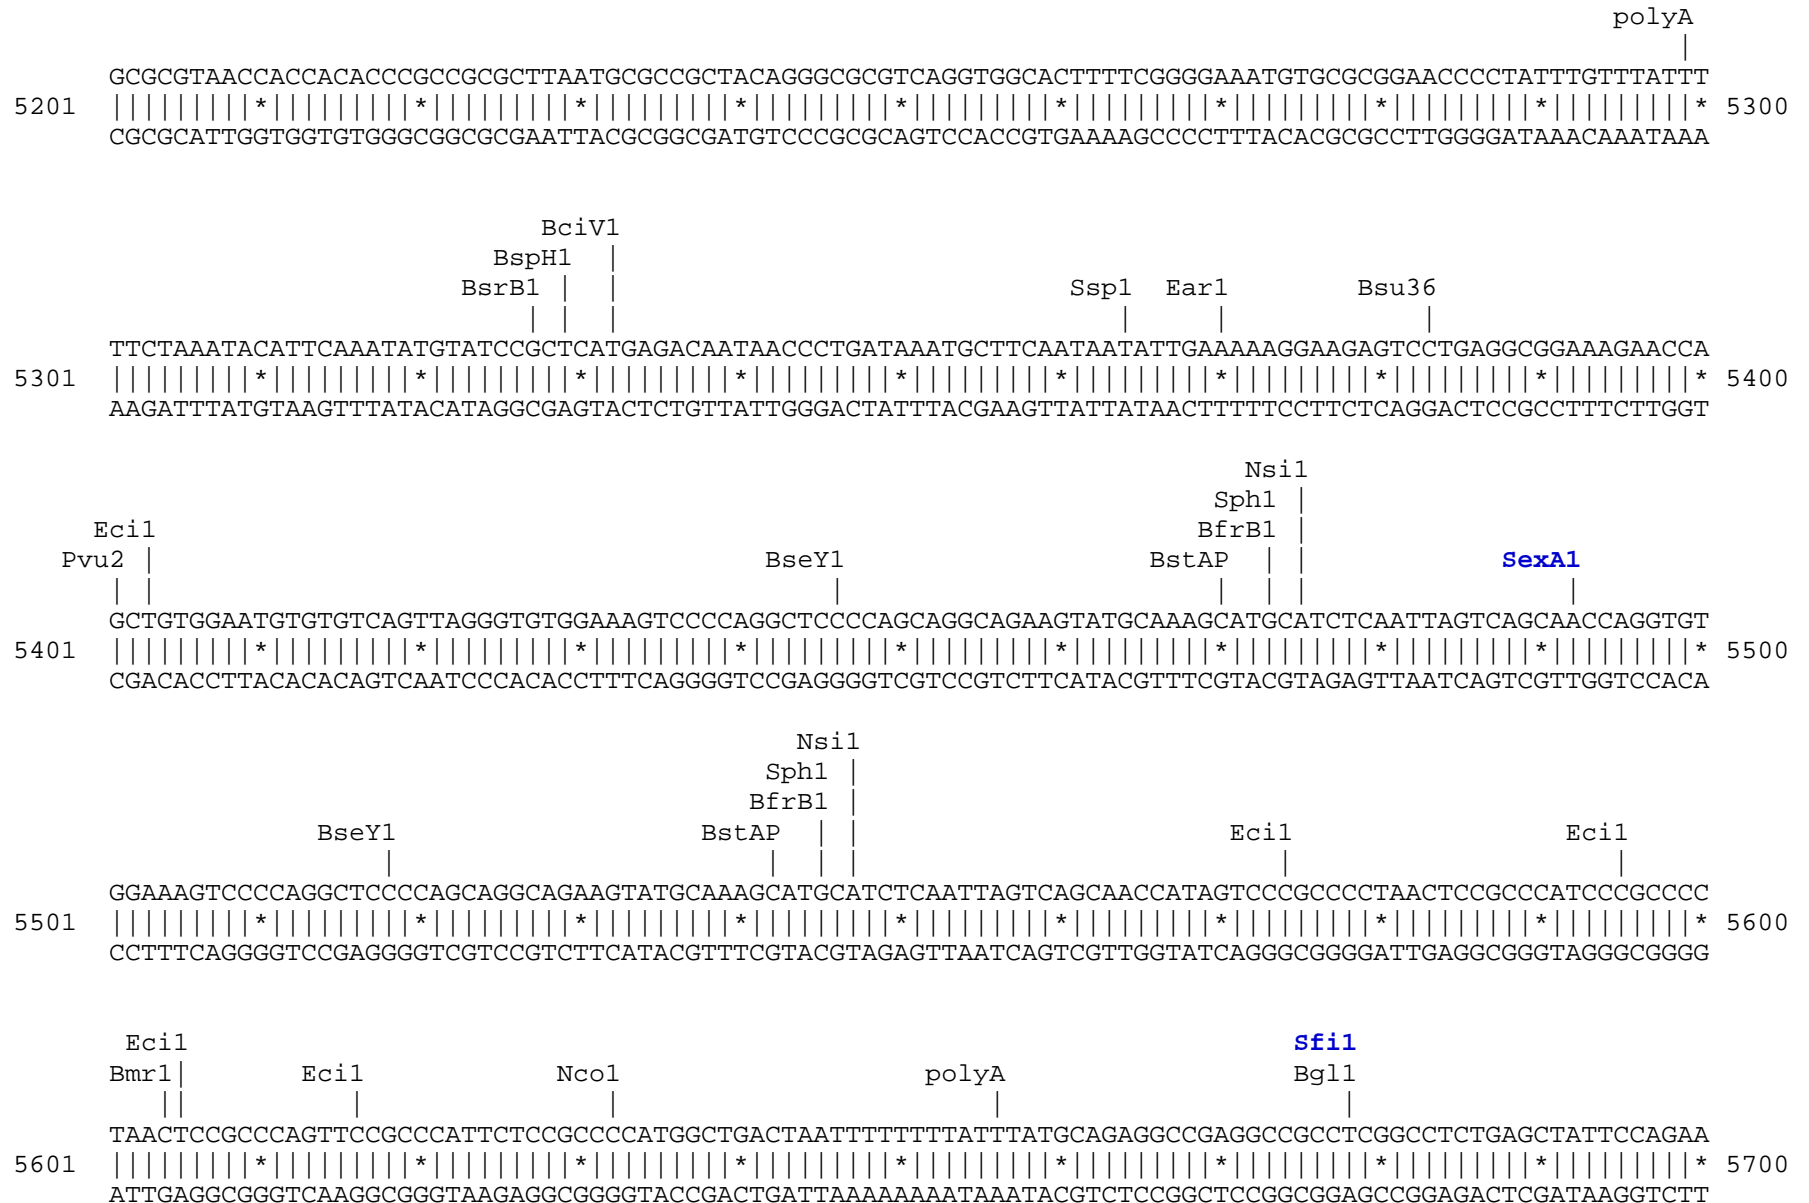 polyA
|
GCGCGTAACCACCACACCCGCCGCGCTTAATGCGCCGCTACAGGGCGCGTCAGGTGGCACTTTTCGGGGAAATGTGCGCGGAACCCCTATTTGTTTATTT
5201 |||||||||*|||||||||*|||||||||*|||||||||*|||||||||*|||||||||*|||||||||*|||||||||*|||||||||*|||||||||* 5300
CGCGCATTGGTGGTGTGGGCGGCGCGAATTACGCGGCGATGTCCCGCGCAGTCCACCGTGAAAAGCCCCTTTACACGCGCCTTGGGGATAAACAAATAAA
BciV1
BspH1 |
BsrB1 | | Ssp1 Ear1 Bsu36
| | | | | |
TTCTAAATACATTCAAATATGTATCCGCTCATGAGACAATAACCCTGATAAATGCTTCAATAATATTGAAAAAGGAAGAGTCCTGAGGCGGAAAGAACCA
5301 |||||||||*|||||||||*|||||||||*|||||||||*|||||||||*|||||||||*|||||||||*|||||||||*|||||||||*|||||||||* 5400
AAGATTTATGTAAGTTTATACATAGGCGAGTACTCTGTTATTGGGACTATTTACGAAGTTATTATAACTTTTTCCTTCTCAGGACTCCGCCTTTCTTGGT
Nsi1
Sph1 |
Eci1 BfrB1 |
Pvu2 | BseY1 BstAP | | SexA1
| | | | | | |
GCTGTGGAATGTGTGTCAGTTAGGGTGTGGAAAGTCCCCAGGCTCCCCAGCAGGCAGAAGTATGCAAAGCATGCATCTCAATTAGTCAGCAACCAGGTGT
5401 |||||||||*|||||||||*|||||||||*|||||||||*|||||||||*|||||||||*|||||||||*|||||||||*|||||||||*|||||||||* 5500
CGACACCTTACACACAGTCAATCCCACACCTTTCAGGGGTCCGAGGGGTCGTCCGTCTTCATACGTTTCGTACGTAGAGTTAATCAGTCGTTGGTCCACA
Nsi1
Sph1 |
BfrB1 |
BseY1 BstAP | | Eci1 Eci1
| | | | | |
GGAAAGTCCCCAGGCTCCCCAGCAGGCAGAAGTATGCAAAGCATGCATCTCAATTAGTCAGCAACCATAGTCCCGCCCCTAACTCCGCCCATCCCGCCCC
5501 |||||||||*|||||||||*|||||||||*|||||||||*|||||||||*|||||||||*|||||||||*|||||||||*|||||||||*|||||||||* 5600
CCTTTCAGGGGTCCGAGGGGTCGTCCGTCTTCATACGTTTCGTACGTAGAGTTAATCAGTCGTTGGTATCAGGGCGGGGATTGAGGCGGGTAGGGCGGGG
Eci1 Sfi1
Bmr1| Eci1 Nco1 polyA Bgl1
|| | | | |
TAACTCCGCCCAGTTCCGCCCATTCTCCGCCCCATGGCTGACTAATTTTTTTTATTTATGCAGAGGCCGAGGCCGCCTCGGCCTCTGAGCTATTCCAGAA
5601 |||||||||*|||||||||*|||||||||*|||||||||*|||||||||*|||||||||*|||||||||*|||||||||*|||||||||*|||||||||* 5700
ATTGAGGCGGGTCAAGGCGGGTAAGAGGCGGGGTACCGACTGATTAAAAAAAATAAATACGTCTCCGGCTCCGGCGGAGCCGGAGACTCGATAAGGTCTT